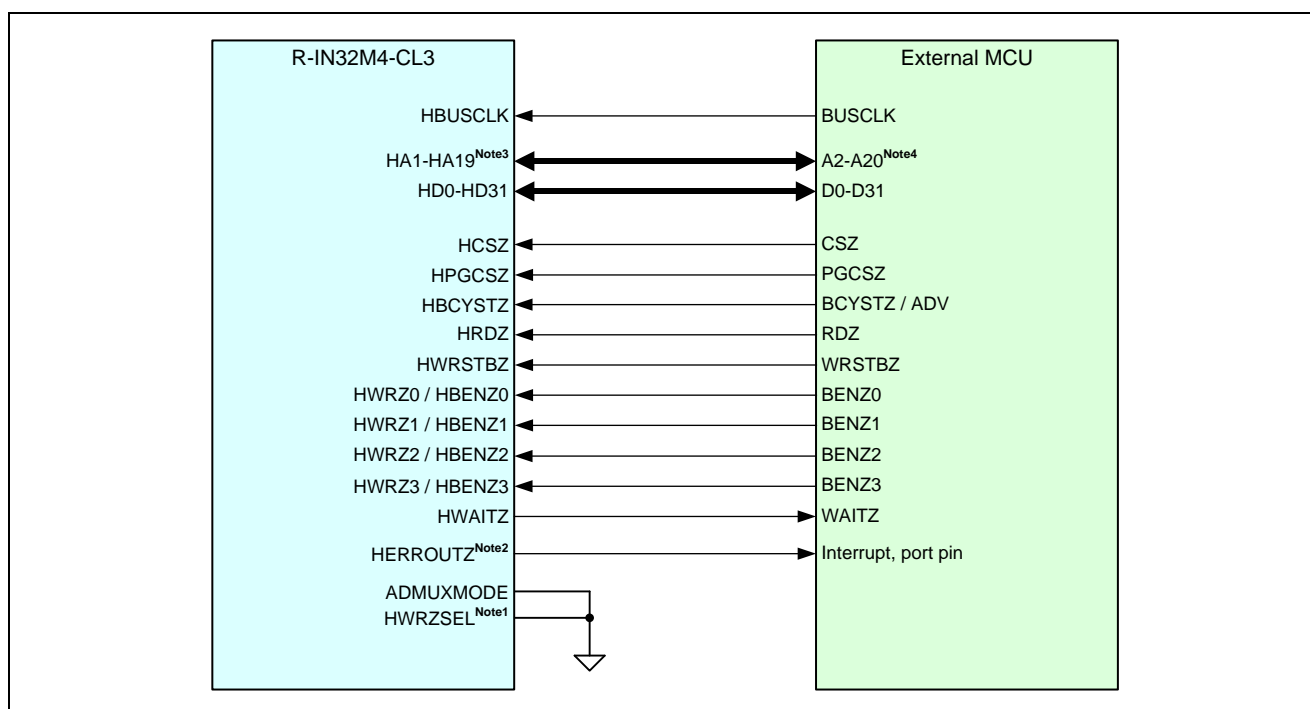 R-IN32M4-CL3 External MCU
HBUSCLK BUSCLK
HA1-HA19Note3 A2-A20Note4
HD0-HD31 D0-D31
HCSZ CSZ
HPGCSZ PGCSZ
HBCYSTZ BCYSTZ / ADV
HRDZ RDZ
HWRSTBZ WRSTBZ
HWRZ0 / HBENZ0 BENZ0
HWRZ1 / HBENZ1 BENZ1
HWRZ2 / HBENZ2 BENZ2
HWRZ3 / HBENZ3 BENZ3
HWAITZ WAITZ
HERROUTZNote2 Interrupt, port pin
ADMUXMODE
HWRZSELNote1